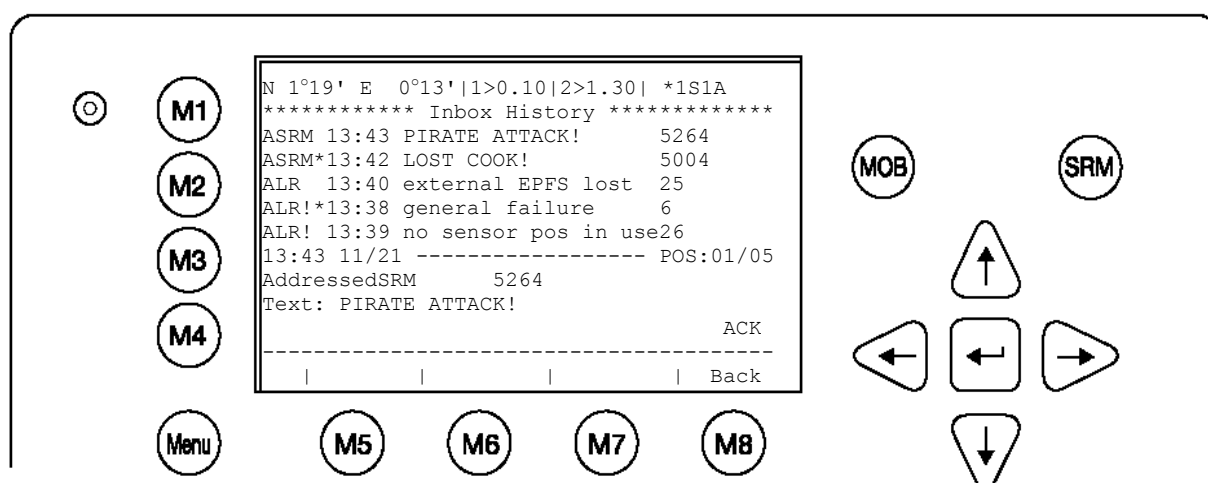 N 1°19' E  0°13'|1>0.10|2>1.30| *1S1A
************ Inbox History *************
ASRM 13:43 PIRATE ATTACK!      5264
ASRM*13:42 LOST COOK!          5004
ALR  13:40 external EPFS lost  25
ALR!*13:38 general failure     6
ALR! 13:39 no sensor pos in use26
13:43 11/21 ------------------ POS:01/05
AddressedSRM      5264
Text: PIRATE ATTACK!
ACK
----------------------------------------
|        |         |         |  Back
M1
M2
M3
M4
Menu
M5
M6
M7
M8
MOB
SRM